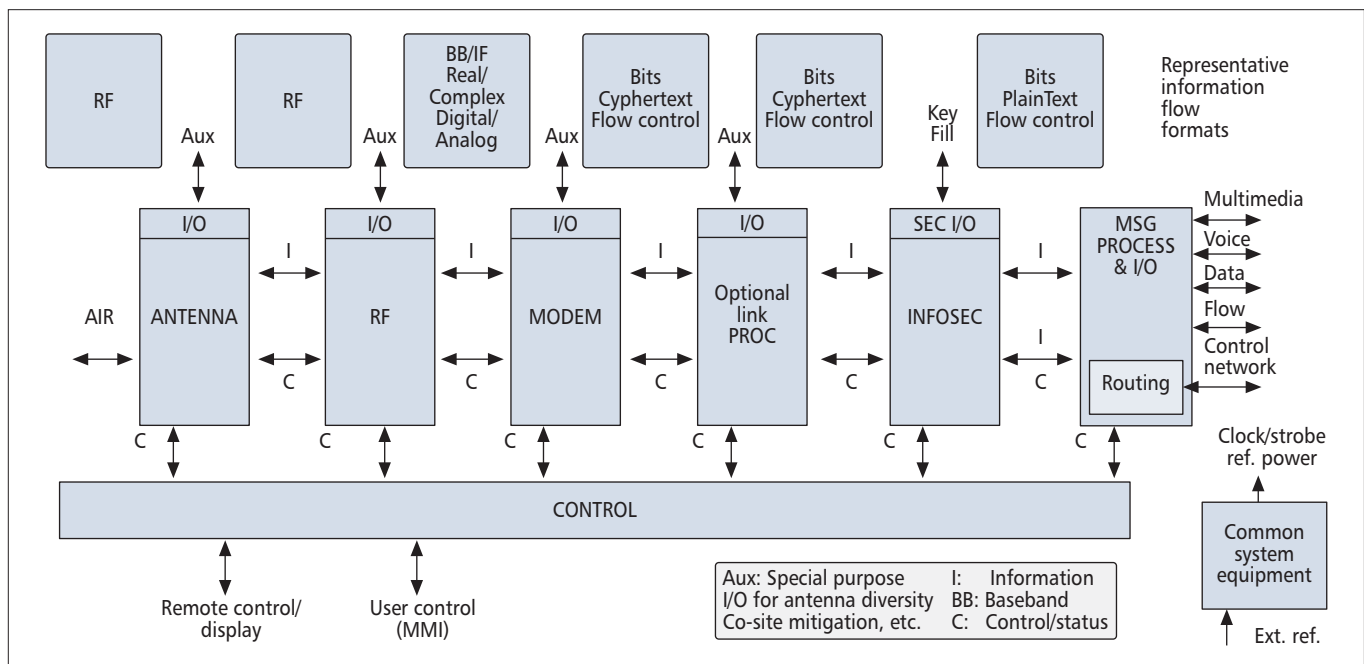 RF
RF
BB/IF
Real/
Complex
Digital/
Analog
Bits
Cyphertext
Flow control
Bits
Cyphertext
Flow control
Bits
PlainText
Flow control
Representative
information
flow
formats
Aux
Aux
Aux
Aux
Key
Fill
I/O
I/O
I/O
I/O
SEC I/O
MSG
PROCESS
& I/O
Multimedia
Voice
Data
Flow
Control
network
I
I
I
I
I
AIR
ANTENNA
RF
MODEM
Optional
link
PROC
INFOSEC
I
C
C
C
C
C
Routing
C
C
C
C
C
C
CONTROL
Clock/strobe
ref. power
Common
system
equipment
Ext. ref.
Remote control/
display
User control
(MMI)
Aux: Special purpose
I/O for antenna diversity
Co-site mitigation, etc.
I: Information
BB: Baseband
C: Control/status